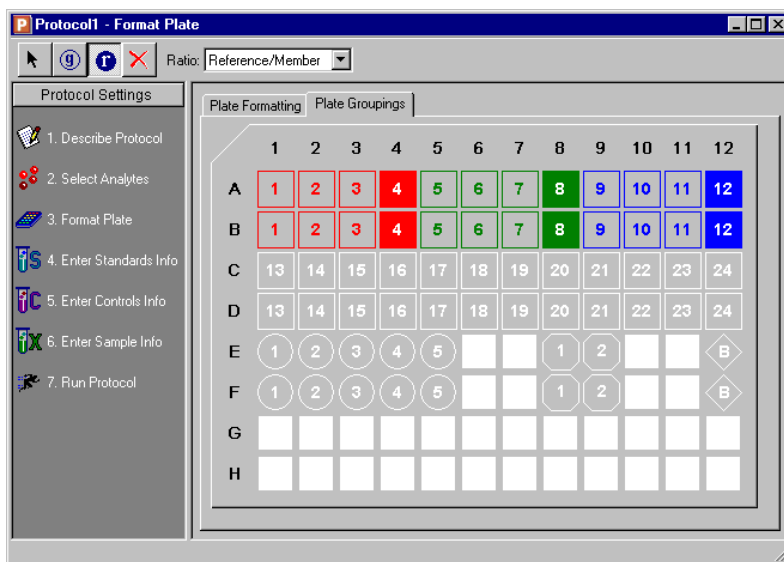 Protocol1 - Format Plate
g r Ratio: Reference/Member
Protocol Settings
1. Describe Protocol
2. Select Analytes
3. Format Plate
4. Enter Standards Info
5. Enter Controls Info
6. Enter Sample Info
7. Run Protocol
Plate Formatting Plate Groupings
1 2 3 4 5 6 7 8 9 10 11 12
A 1 2 3 4 5 6 7 8 9 10 11 12
B 1 2 3 4 5 6 7 8 9 10 11 12
C 13 14 15 16 17 18 19 20 21 22 23 24
D 13 14 15 16 17 18 19 20 21 22 23 24
E 1 2 3 4 5 1 2 B
F 1 2 3 4 5 1 2 B
G
H